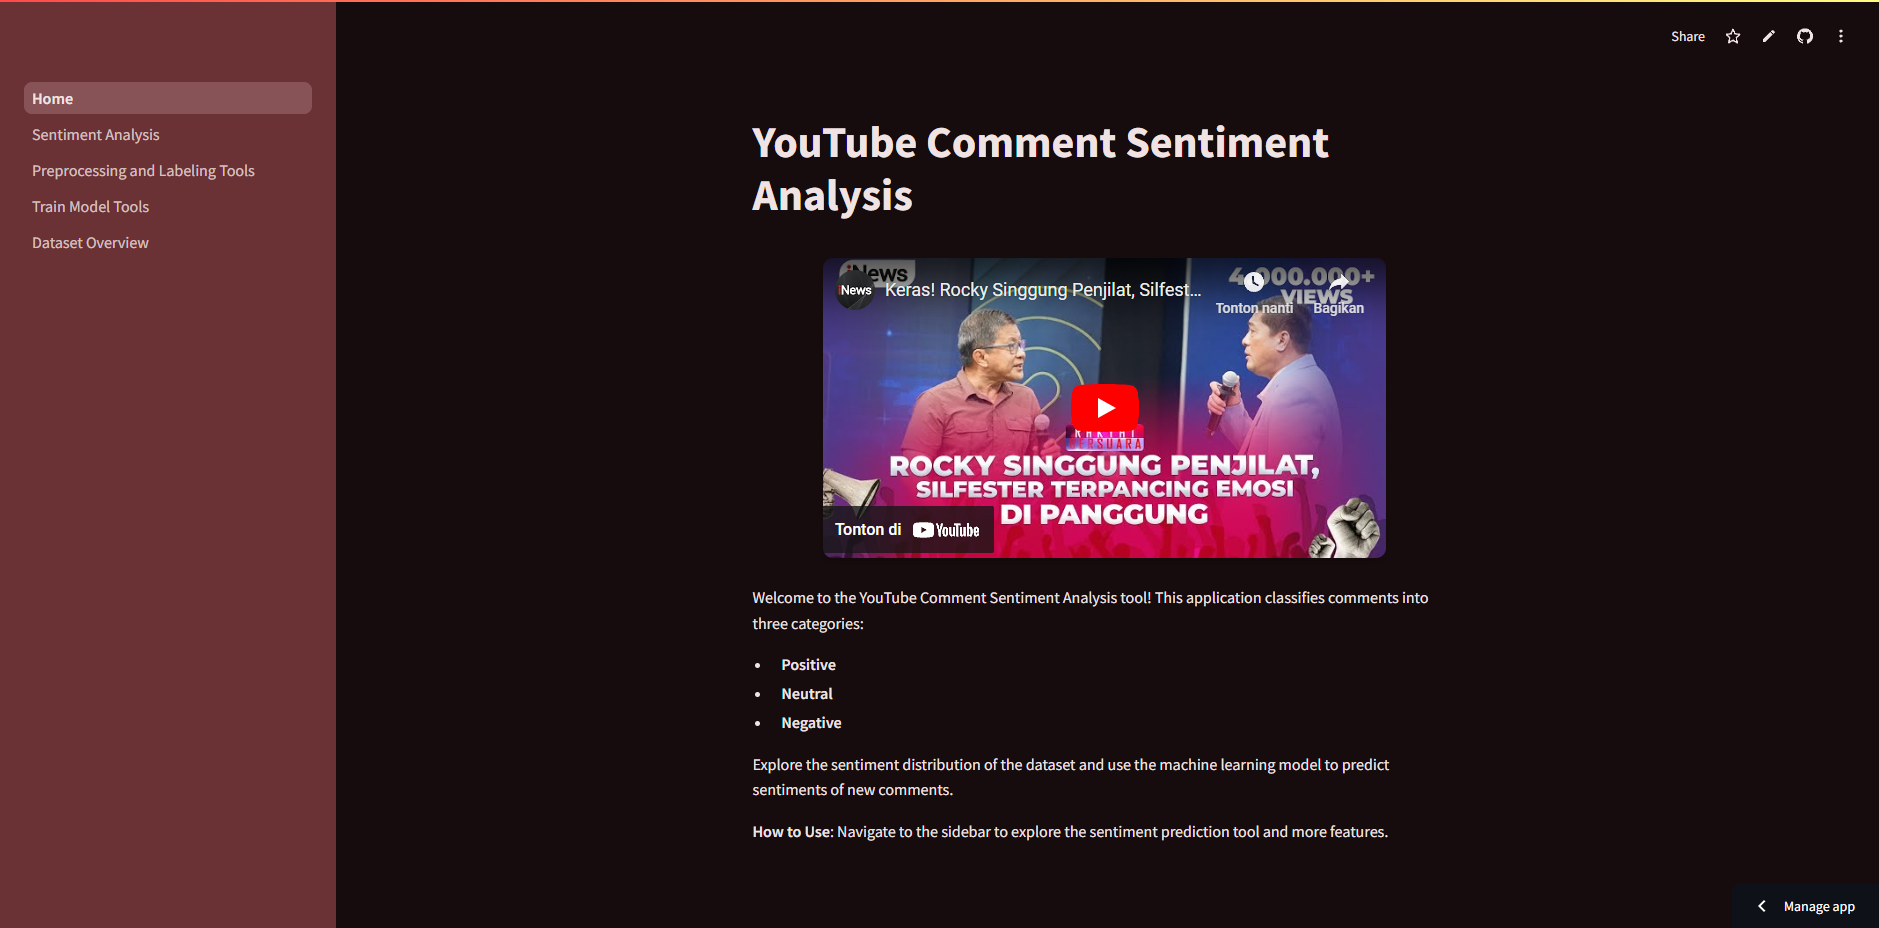 Share
Home
Sentiment Analysis
Preprocessing and Labeling Tools
Train Model Tools
Dataset Overview
YouTube Comment Sentiment
Analysis
iNews
iNews
Keras! Rocky Singgung Penjilat, Silfest...
4.000.000+
VIEWS
Tonton nanti
Bagikan
RAKYAT
BERSUARA
ROCKY SINGGUNG PENJILAT,
SILFESTER TERPANCING EMOSI
DI PANGGUNG
Tonton di YouTube
Welcome to the YouTube Comment Sentiment Analysis tool! This application classifies comments into
three categories:
• Positive
• Neutral
• Negative
Explore the sentiment distribution of the dataset and use the machine learning model to predict
sentiments of new comments.
How to Use: Navigate to the sidebar to explore the sentiment prediction tool and more features.
Manage app